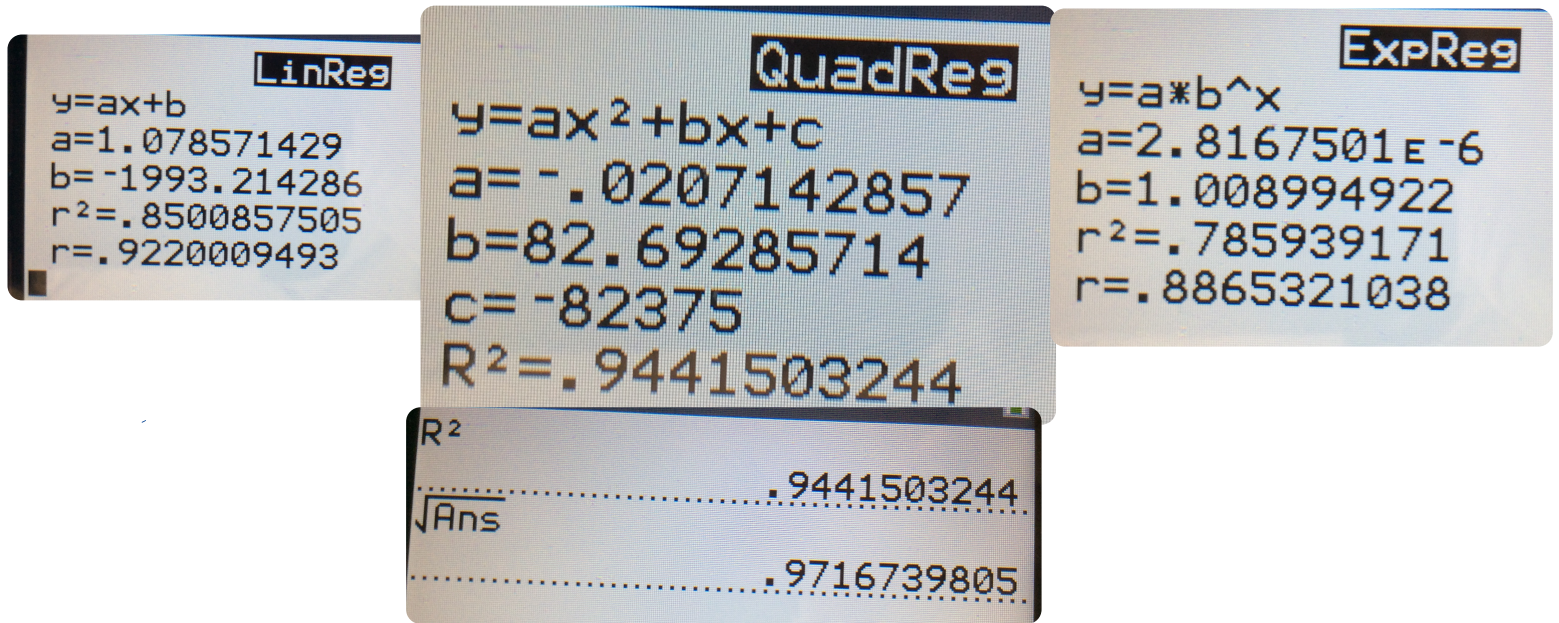 LinReg
y=ax+b
a=1.078571429
b=-1993.214286
r²=.8500857505
r=.9220009493
QuadReg
y=ax²+bx+c
a=-.0207142857
b=82.69285714
c=-82375
R²=.9441503244
ExpReg
y=a*b^x
a=2.8167501E-6
b=1.008994922
r²=.785939171
r=.8865321038
R²
.9441503244
√Ans
.9716739805